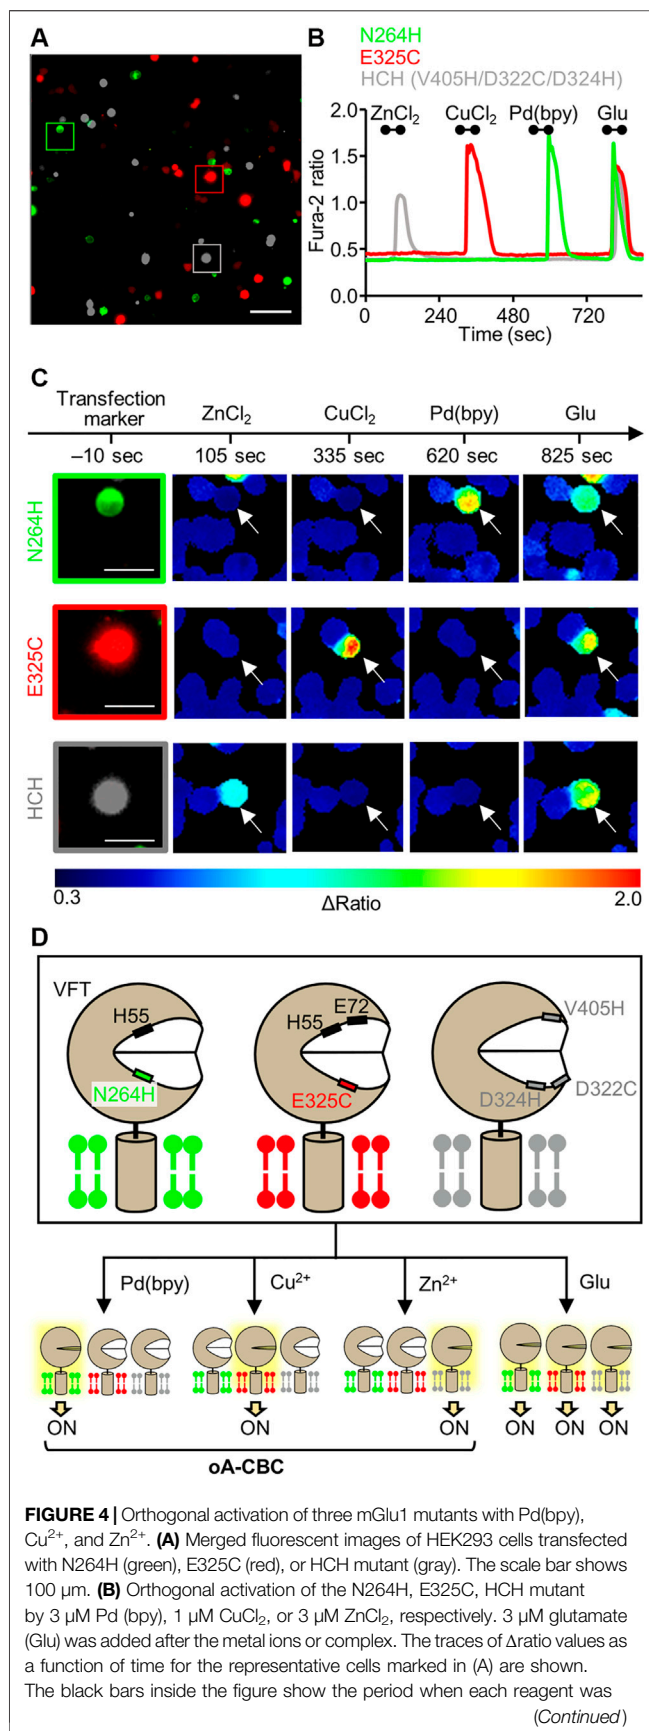 A
B
N264H
E325C
HCH (V405H/D322C/D324H)
ZnCl2
CuCl2
Pd(bpy)
Glu
Fura-2 ratio
2.0
1.5
1.0
0.5
0.0
0
240
480
720
Time (sec)
C
Transfection
marker
ZnCl2
CuCl2
Pd(bpy)
Glu
–10 sec
105 sec
335 sec
620 sec
825 sec
N264H
E325C
HCH
0.3
ΔRatio
2.0
D
VFT
H55
N264H
H55
E72
E325C
V405H
D324H
D322C
Pd(bpy)
Cu2+
Zn2+
Glu
ON
ON
ON
ON ON ON
oA-CBC
FIGURE 4 | Orthogonal activation of three mGlu1 mutants with Pd(bpy),
Cu2+, and Zn2+. (A) Merged fluorescent images of HEK293 cells transfected
with N264H (green), E325C (red), or HCH mutant (gray). The scale bar shows
100 μm. (B) Orthogonal activation of the N264H, E325C, HCH mutant
by 3 μM Pd (bpy), 1 μM CuCl2, or 3 μM ZnCl2, respectively. 3 μM glutamate
(Glu) was added after the metal ions or complex. The traces of Δratio values as
a function of time for the representative cells marked in (A) are shown.
The black bars inside the figure show the period when each reagent was
(Continued)